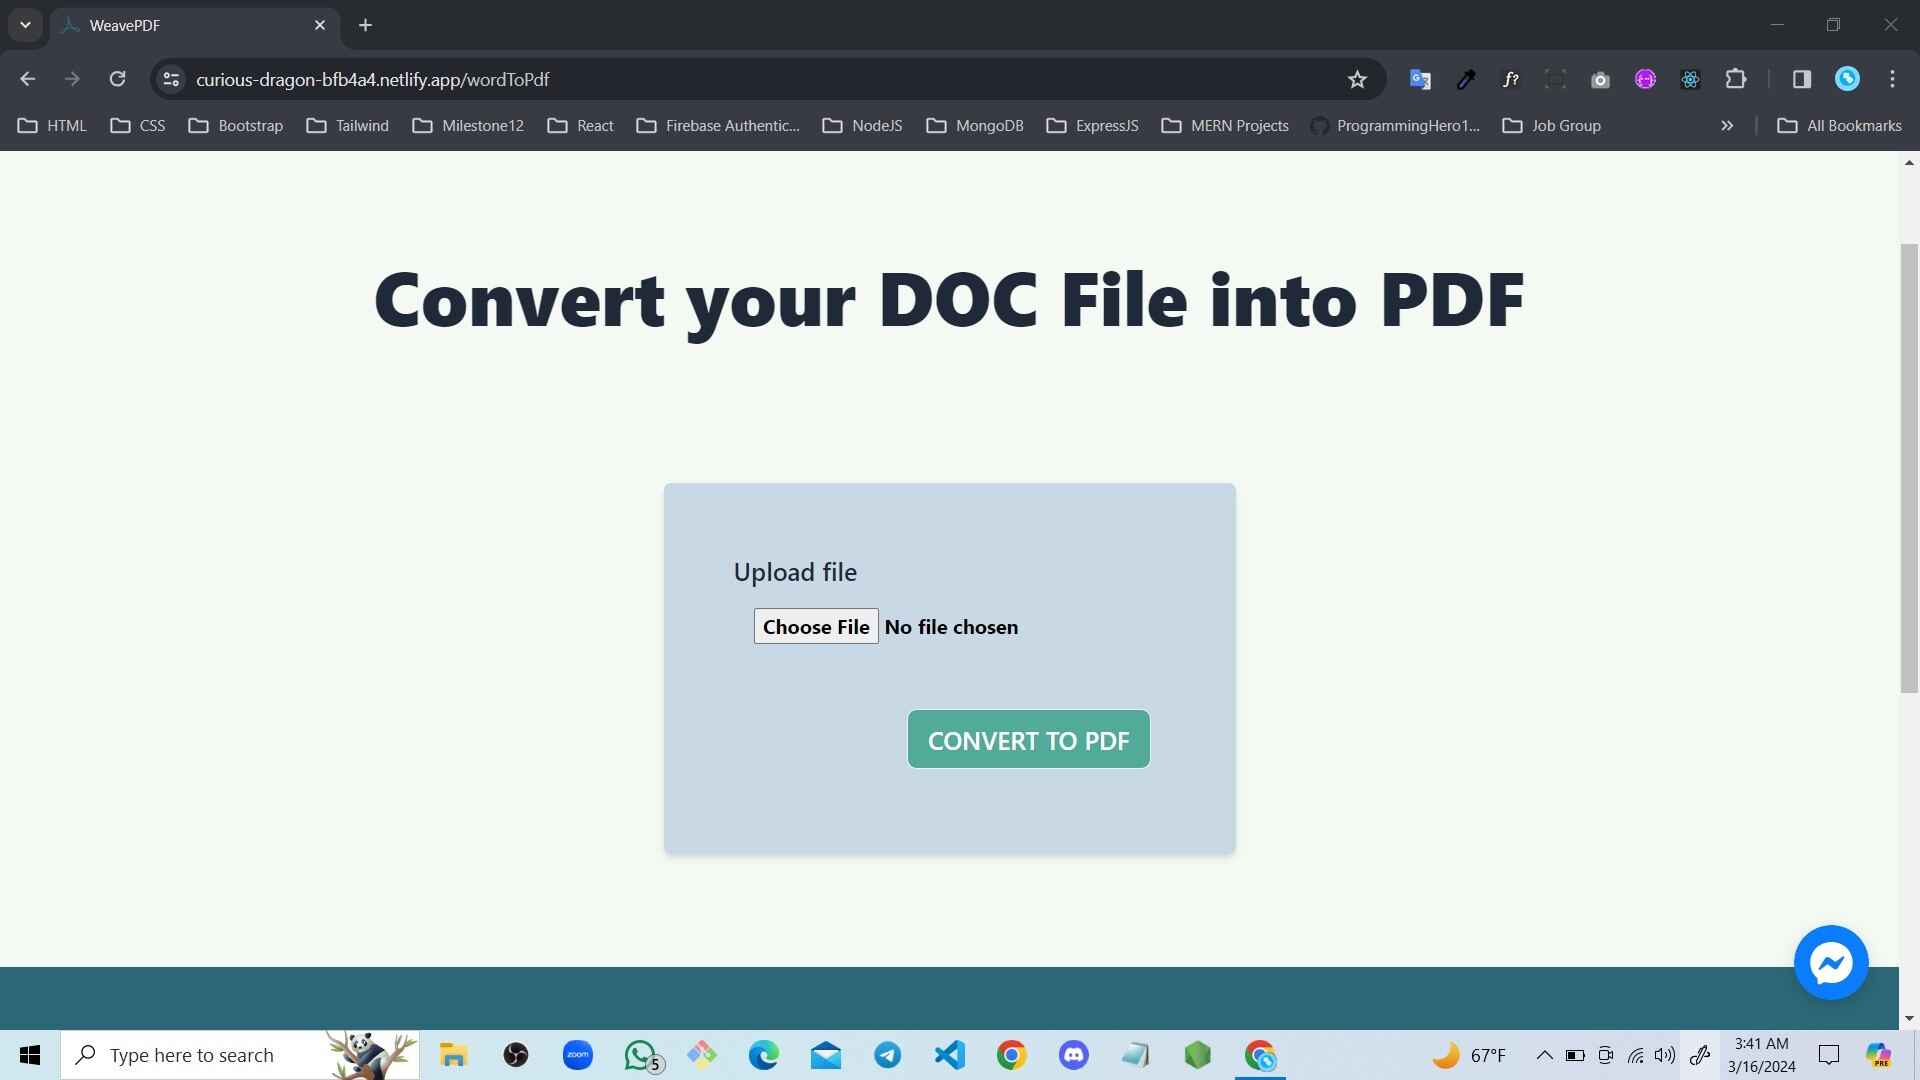 WeavePDF
curious-dragon-bfb4a4.netlify.app/wordToPdf
f?
HTML CSS Bootstrap Tailwind Milestone12 React Firebase Authentic... NodeJS MongoDB ExpressJS MERN Projects ProgrammingHero1... Job Group » All Bookmarks
Convert your DOC File into PDF
Upload file
Choose File No file chosen
CONVERT TO PDF
Type here to search
zoom
5
67°F
3:41 AM
3/16/2024
PRE